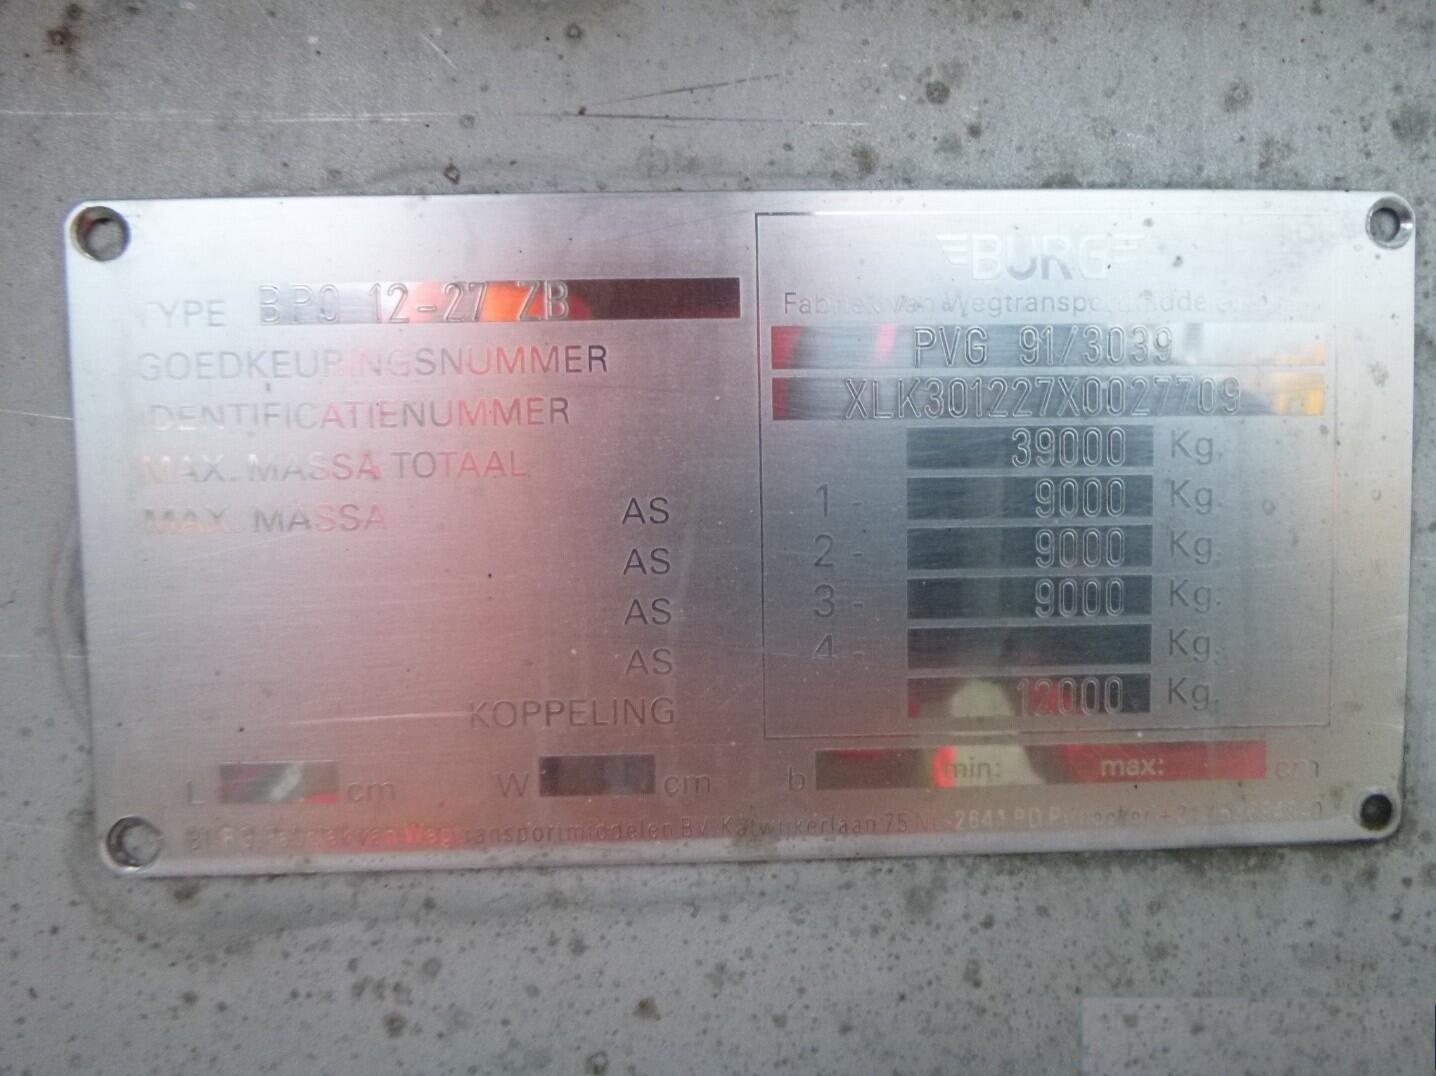 BURG
TYPE BPO 12-27 ZB
Fabriek van Wegtransportmiddelen
GOEDKEURINGSNUMMER PVG 91/3039
IDENTIFICATIENUMMER XLK301227X0027709
MAX. MASSA TOTAAL 39000 Kg.
MAX. MASSA AS 1- 9000 Kg.
AS 2- 9000 Kg.
AS 3- 9000 Kg.
AS 4- Kg.
KOPPELING 12000 Kg.
L cm W cm b min: max: cm
BURG Fabriek van Wegtransportmiddelen BV. Katwijkerlaan 75 NL-2641 PD Pijnacker